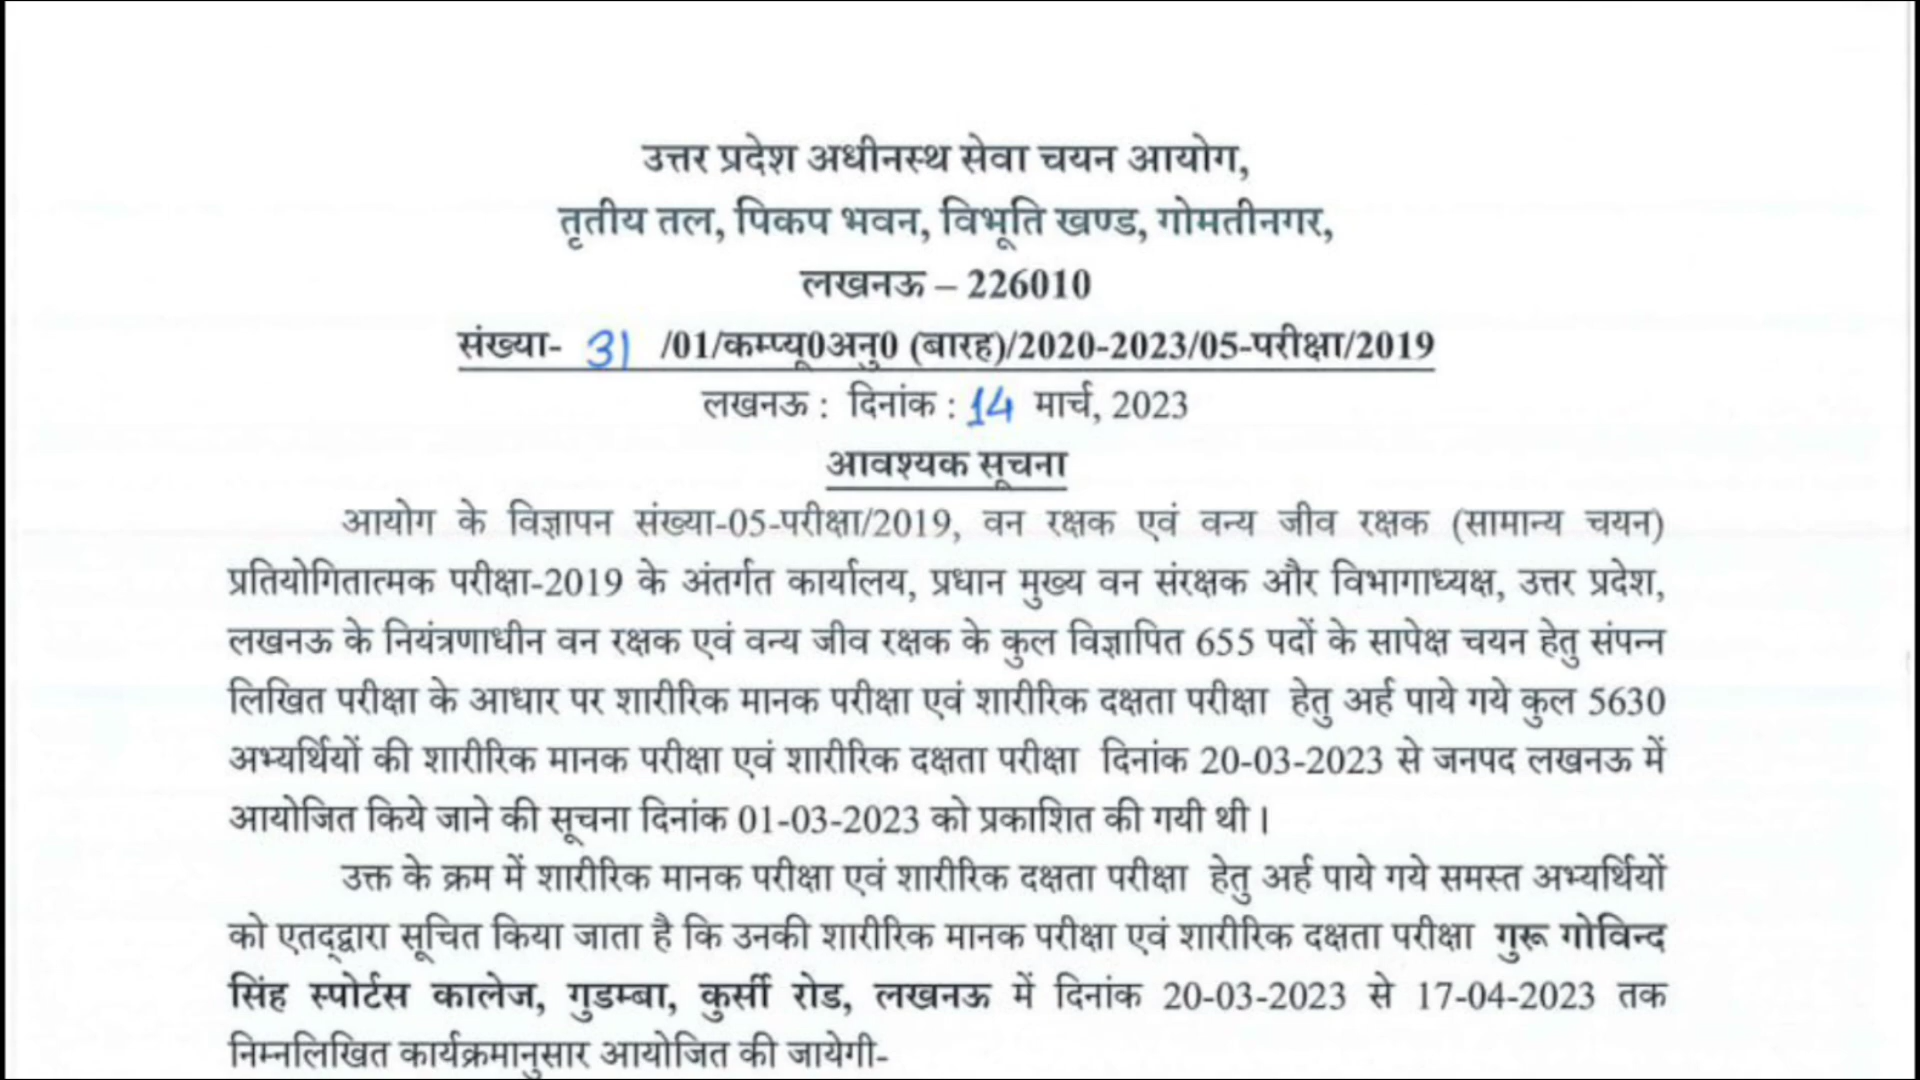 उत्तर प्रदेश अधीनस्थ सेवा चयन आयोग,
तृतीय तल, पिकप भवन, विभूति खण्ड, गोमतीनगर,
लखनऊ – 226010
संख्या- 31 /01/कम्प्यू0अनु0 (बारह)/2020-2023/05-परीक्षा/2019
लखनऊ : दिनांक : 14 मार्च, 2023
आवश्यक सूचना
आयोग के विज्ञापन संख्या-05-परीक्षा/2019, वन रक्षक एवं वन्य जीव रक्षक (सामान्य चयन)
प्रतियोगितात्मक परीक्षा-2019 के अंतर्गत कार्यालय, प्रधान मुख्य वन संरक्षक और विभागाध्यक्ष, उत्तर प्रदेश,
लखनऊ के नियंत्रणाधीन वन रक्षक एवं वन्य जीव रक्षक के कुल विज्ञापित 655 पदों के सापेक्ष चयन हेतु संपन्न
लिखित परीक्षा के आधार पर शारीरिक मानक परीक्षा एवं शारीरिक दक्षता परीक्षा हेतु अर्ह पाये गये कुल 5630
अभ्यर्थियों की शारीरिक मानक परीक्षा एवं शारीरिक दक्षता परीक्षा दिनांक 20-03-2023 से जनपद लखनऊ में
आयोजित किये जाने की सूचना दिनांक 01-03-2023 को प्रकाशित की गयी थी।
उक्त के क्रम में शारीरिक मानक परीक्षा एवं शारीरिक दक्षता परीक्षा हेतु अर्ह पाये गये समस्त अभ्यर्थियों
को एतद्द्वारा सूचित किया जाता है कि उनकी शारीरिक मानक परीक्षा एवं शारीरिक दक्षता परीक्षा गुरू गोविन्द
सिंह स्पोर्टस कालेज, गुडम्बा, कुर्सी रोड, लखनऊ में दिनांक 20-03-2023 से 17-04-2023 तक
निम्नलिखित कार्यक्रमानुसार आयोजित की जायेगी-